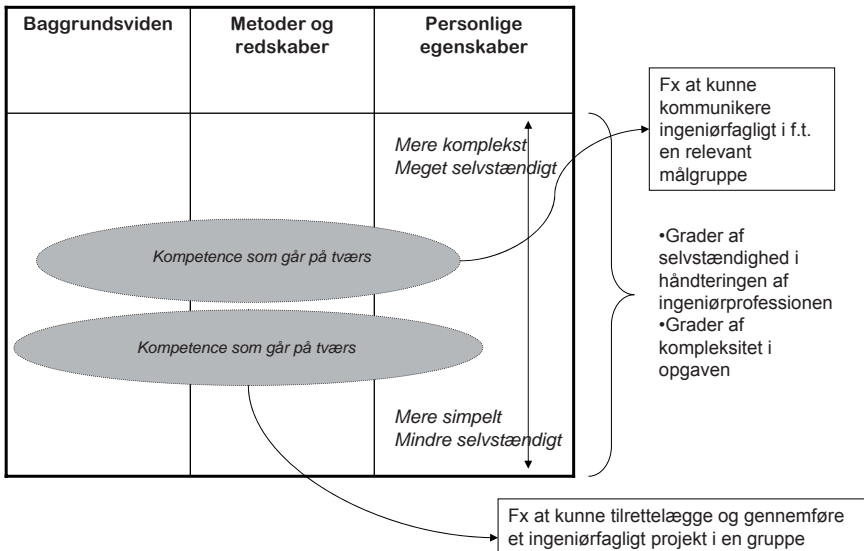 Baggrundsviden
Metoder og
redskaber
Personlige
egenskaber
Mere komplekst
Meget selvstændigt
Fx at kunne
kommunikere
ingeniørfagligt i f.t.
en relevant
målgruppe
Kompetence som går på tværs
•Grader af
selvstændighed i
håndteringen af
ingeniørprofessionen
•Grader af
kompleksitet i
opgaven
Kompetence som går på tværs
Mere simpelt
Mindre selvstændigt
Fx at kunne tilrettelægge og gennemføre
et ingeniørfagligt projekt i en gruppe